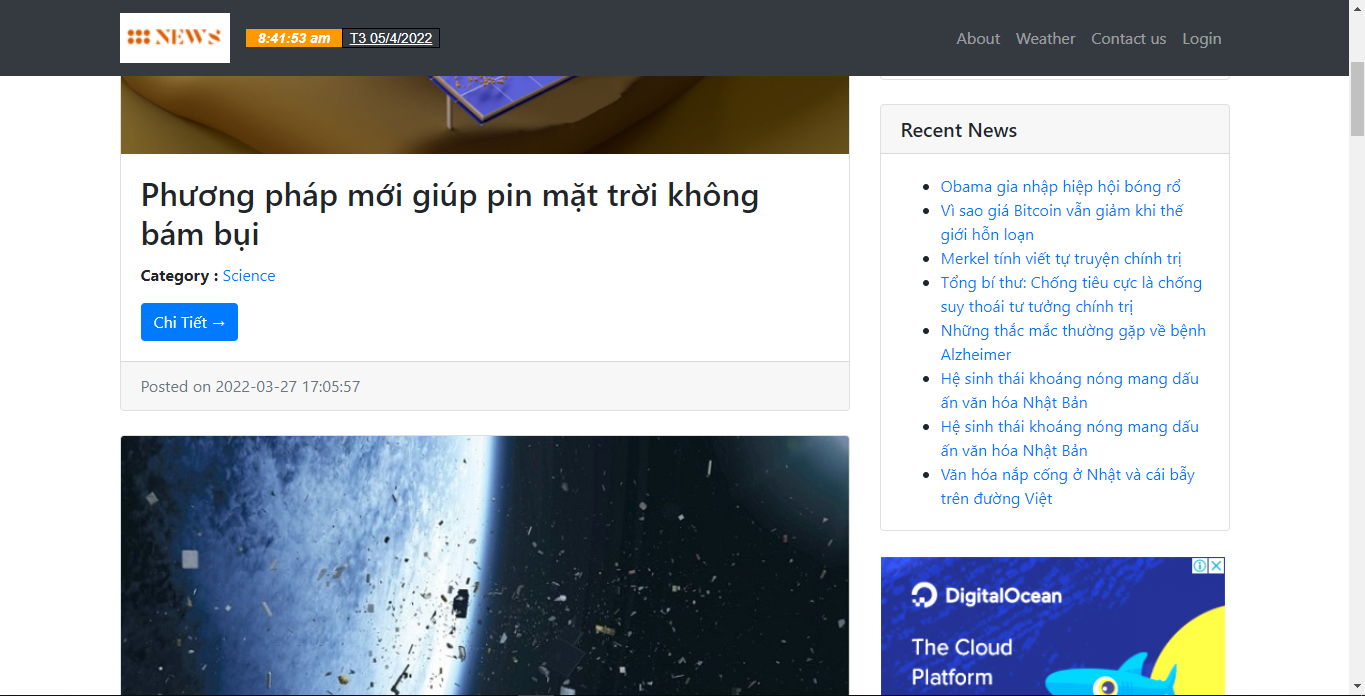 NEWS
8:41:53 am T3 05/4/2022
About Weather Contact us Login
Phương pháp mới giúp pin mặt trời không
bám bụi
Category : Science
Chi Tiết →
Posted on 2022-03-27 17:05:57
Recent News
Obama gia nhập hiệp hội bóng rổ
Vì sao giá Bitcoin vẫn giảm khi thế
giới hỗn loạn
Merkel tính viết tự truyện chính trị
Tổng bí thư: Chống tiêu cực là chống
suy thoái tư tưởng chính trị
Những thắc mắc thường gặp về bệnh
Alzheimer
Hệ sinh thái khoáng nóng mang dấu
ấn văn hóa Nhật Bản
Hệ sinh thái khoáng nóng mang dấu
ấn văn hóa Nhật Bản
Văn hóa nắp cống ở Nhật và cái bẫy
trên đường Việt
DigitalOcean
The Cloud
Platform